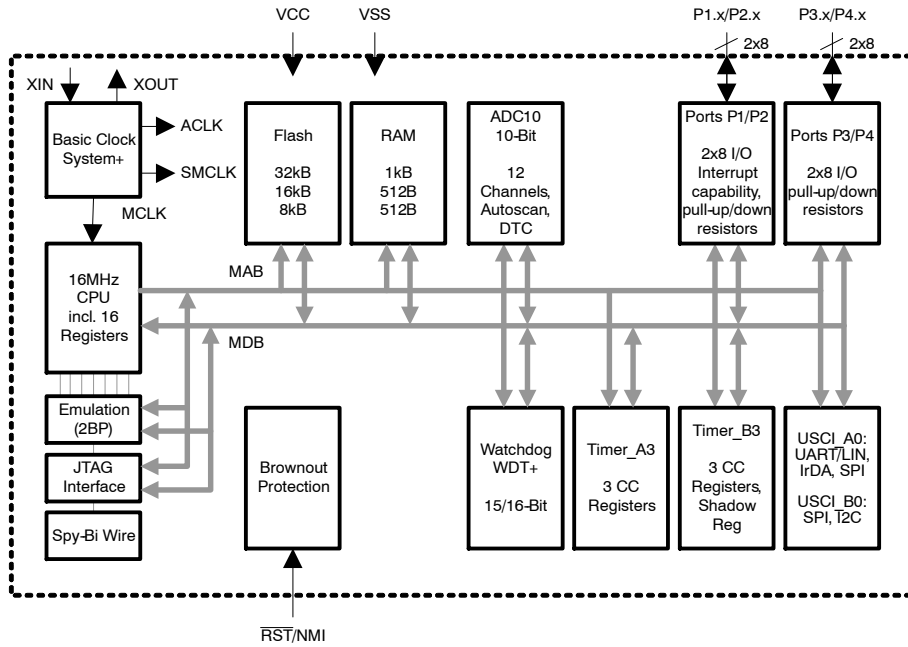 VCC
VSS
P1.x/P2.x
2x8
P3.x/P4.x
2x8
XIN
XOUT
Basic Clock
System+
ACLK
SMCLK
MCLK
Flash
32kB
16kB
8kB
RAM
1kB
512B
512B
ADC10
10-Bit
12
Channels,
Autoscan,
DTC
Ports P1/P2
2x8 I/O
Interrupt
capability,
pull-up/down
resistors
Ports P3/P4
2x8 I/O
pull-up/down
resistors
16MHz
CPU
incl. 16
Registers
MAB
MDB
Emulation
(2BP)
JTAG
Interface
Spy-Bi Wire
Brownout
Protection
Watchdog
WDT+
15/16-Bit
Timer_A3
3 CC
Registers
Timer_B3
3 CC
Registers,
Shadow
Reg
USCI_A0:
UART/LIN,
IrDA, SPI
USCI_B0:
SPI, I2C
RST/NMI